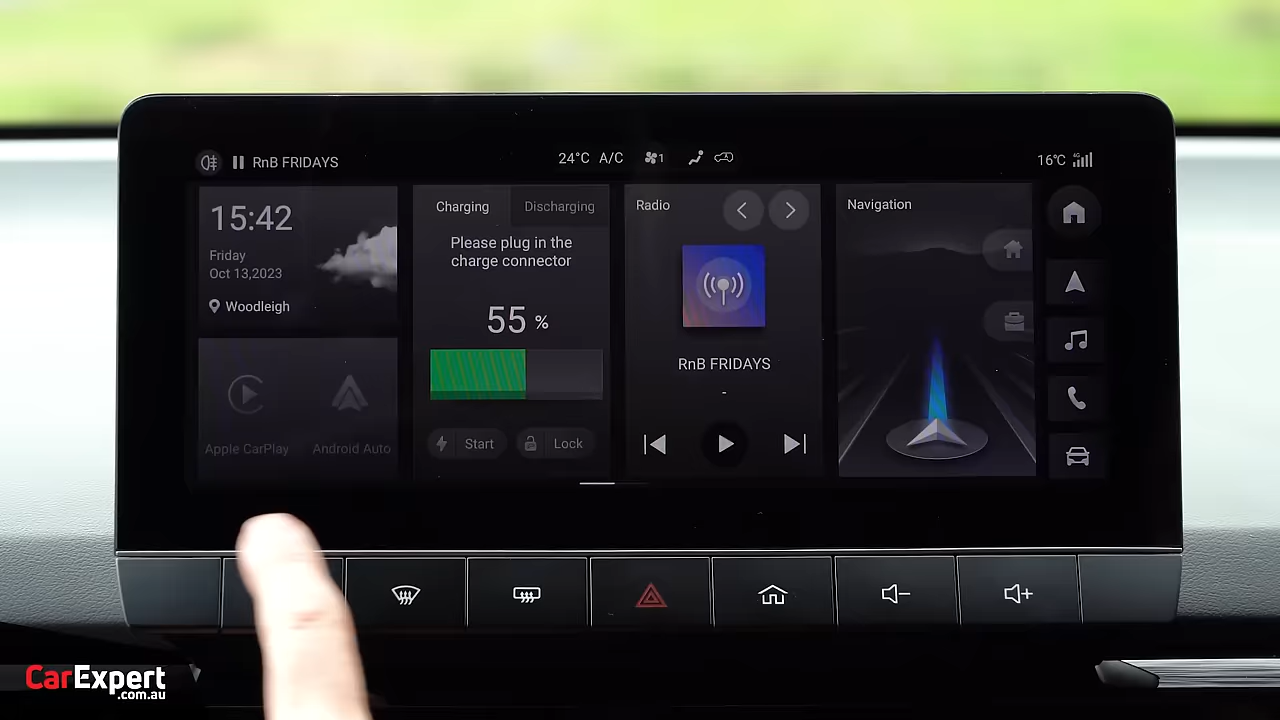 RnB FRIDAYS
24°C A/C 1
16°C 4G
15:42
Friday
Oct 13,2023
Woodleigh
Apple CarPlay
Android Auto
Charging
Discharging
Please plug in the
charge connector
55 %
Start
Lock
Radio
RnB FRIDAYS
-
Navigation
CarExpert
.com.au